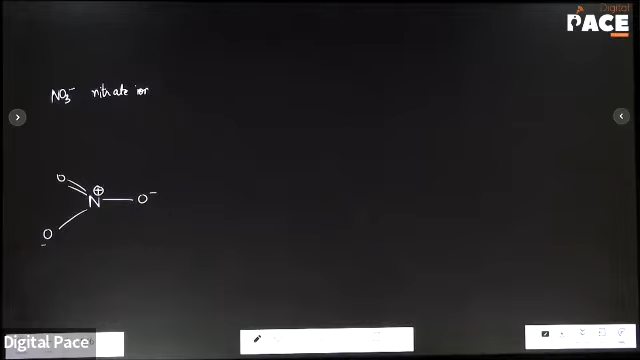 Digital
PACE
NO3⁻ nitrate ion
O
⊕
N O⁻
O
-
Digital Pace